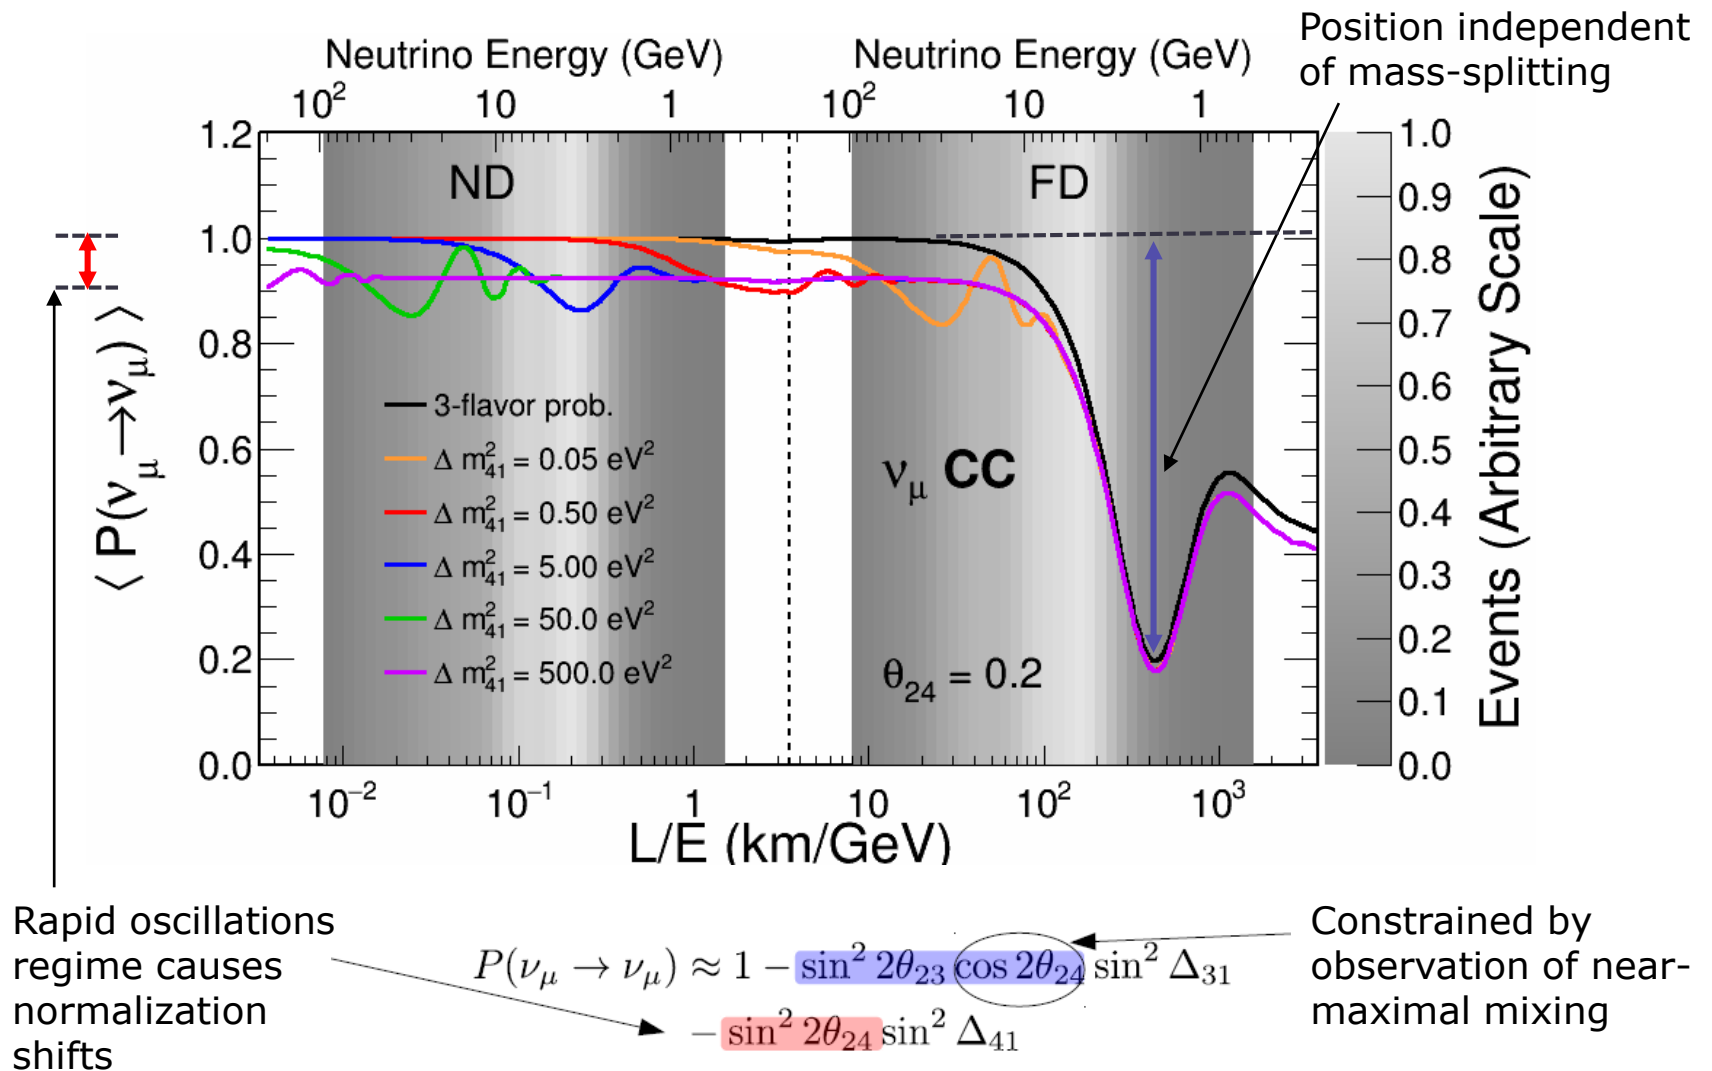 Position independent
of mass-splitting
Neutrino Energy (GeV)
Neutrino Energy (GeV)
10² 10 1 10² 10 1
ND
FD
1.2
1.0
0.8
0.6
0.4
0.2
0.0
⟨ P(ν_μ→ν_μ) ⟩
3-flavor prob.
Δ m²₄₁ = 0.05 eV²
Δ m²₄₁ = 0.50 eV²
Δ m²₄₁ = 5.00 eV²
Δ m²₄₁ = 50.0 eV²
Δ m²₄₁ = 500.0 eV²
ν_μ CC
θ₂₄ = 0.2
1.0
0.9
0.8
0.7
0.6
0.5
0.4
0.3
0.2
0.1
0.0
Events (Arbitrary Scale)
10⁻² 10⁻¹ 1 10 10² 10³
L/E (km/GeV)
Rapid oscillations
regime causes
normalization
shifts
P(ν_μ → ν_μ) ≈ 1 − sin² 2θ₂₃ cos 2θ₂₄ sin² Δ₃₁
− sin² 2θ₂₄ sin² Δ₄₁
Constrained by
observation of near-
maximal mixing